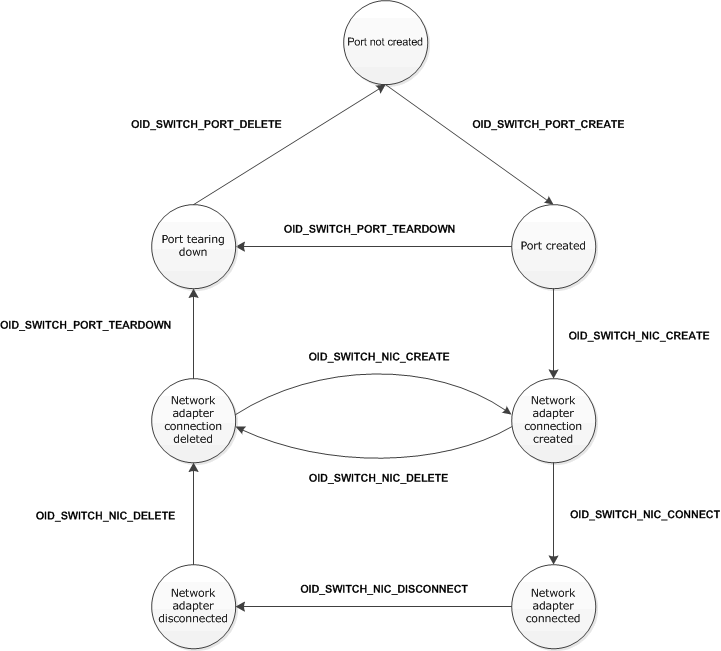 Port not created
OID_SWITCH_PORT_DELETE
OID_SWITCH_PORT_CREATE
Port tearing
down
OID_SWITCH_PORT_TEARDOWN
Port created
OID_SWITCH_PORT_TEARDOWN
OID_SWITCH_NIC_CREATE
OID_SWITCH_NIC_CREATE
Network
adapter
connection
deleted
Network
adapter
connection
created
OID_SWITCH_NIC_DELETE
OID_SWITCH_NIC_DELETE
OID_SWITCH_NIC_CONNECT
Network
adapter
disconnected
OID_SWITCH_NIC_DISCONNECT
Network
adapter
connected